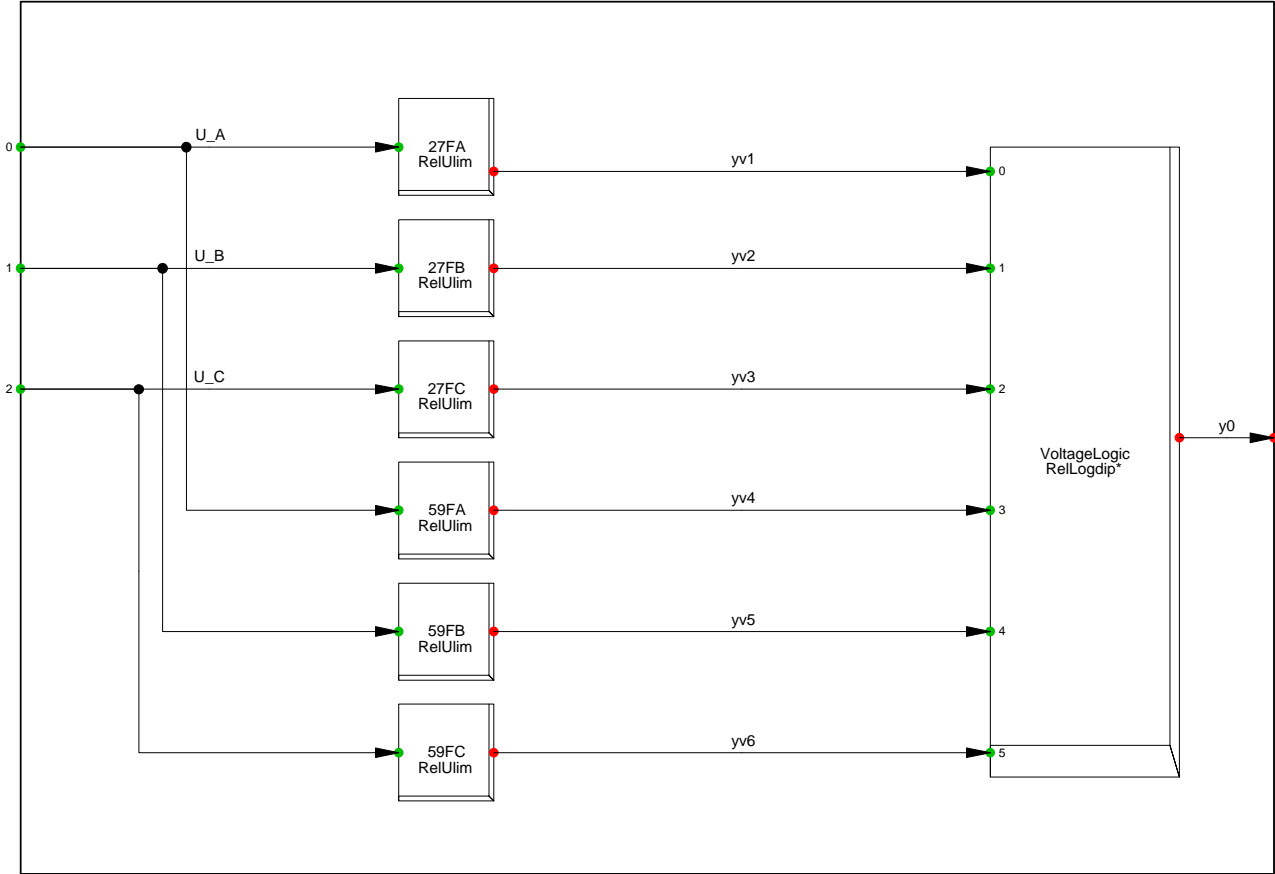 U_A
0
27FA
RelUlim
yv1
0
U_B
1
27FB
RelUlim
yv2
1
U_C
2
27FC
RelUlim
yv3
2
y0
VoltageLogic
RelLogdip*
59FA
RelUlim
yv4
3
59FB
RelUlim
yv5
4
59FC
RelUlim
yv6
5